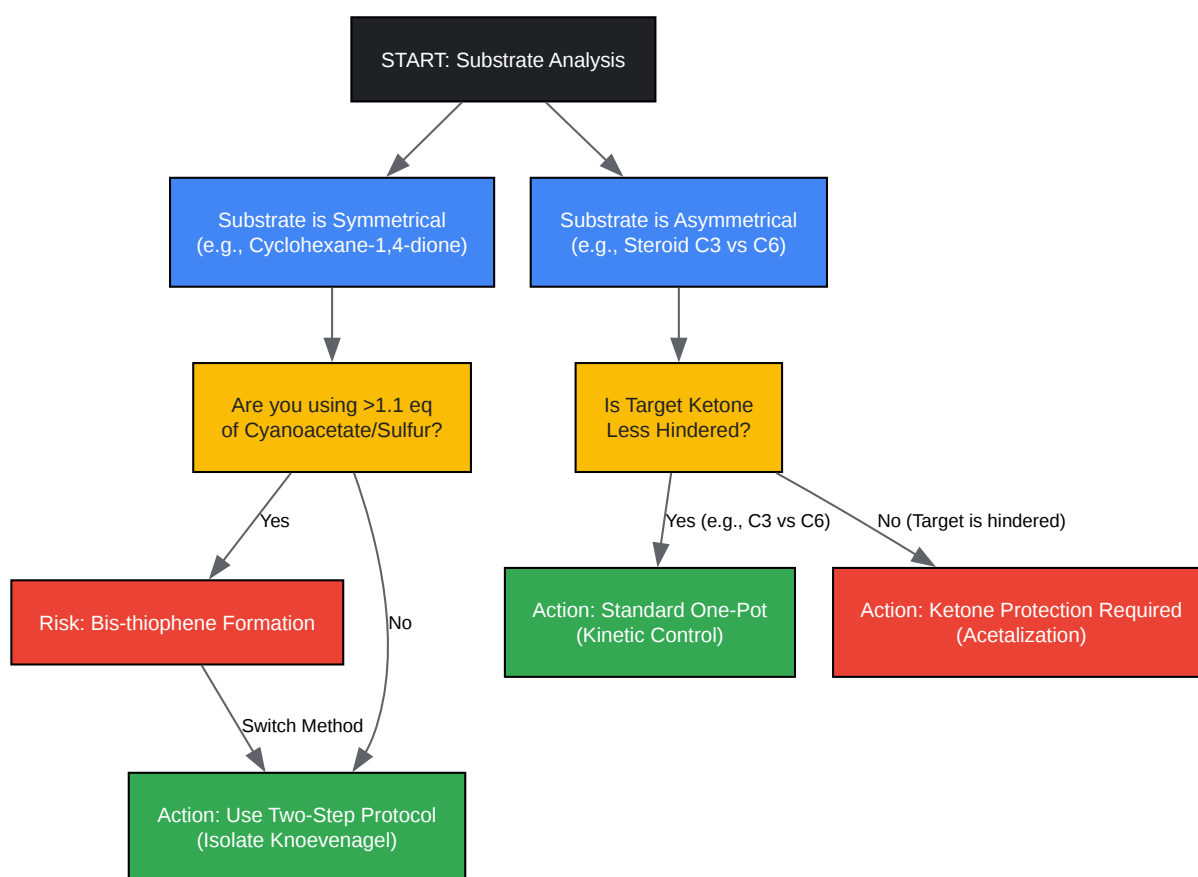 START: Substrate Analysis
Substrate is Symmetrical
(e.g., Cyclohexane-1,4-dione)
Substrate is Asymmetrical
(e.g., Steroid C3 vs C6)
Are you using >1.1 eq
of Cyanoacetate/Sulfur?
Is Target Ketone
Less Hindered?
Yes
No
Yes (e.g., C3 vs C6)
No (Target is hindered)
Risk: Bis-thiophene Formation
Action: Standard One-Pot
(Kinetic Control)
Action: Ketone Protection Required
(Acetalization)
Switch Method
Action: Use Two-Step Protocol
(Isolate Knoevenagel)